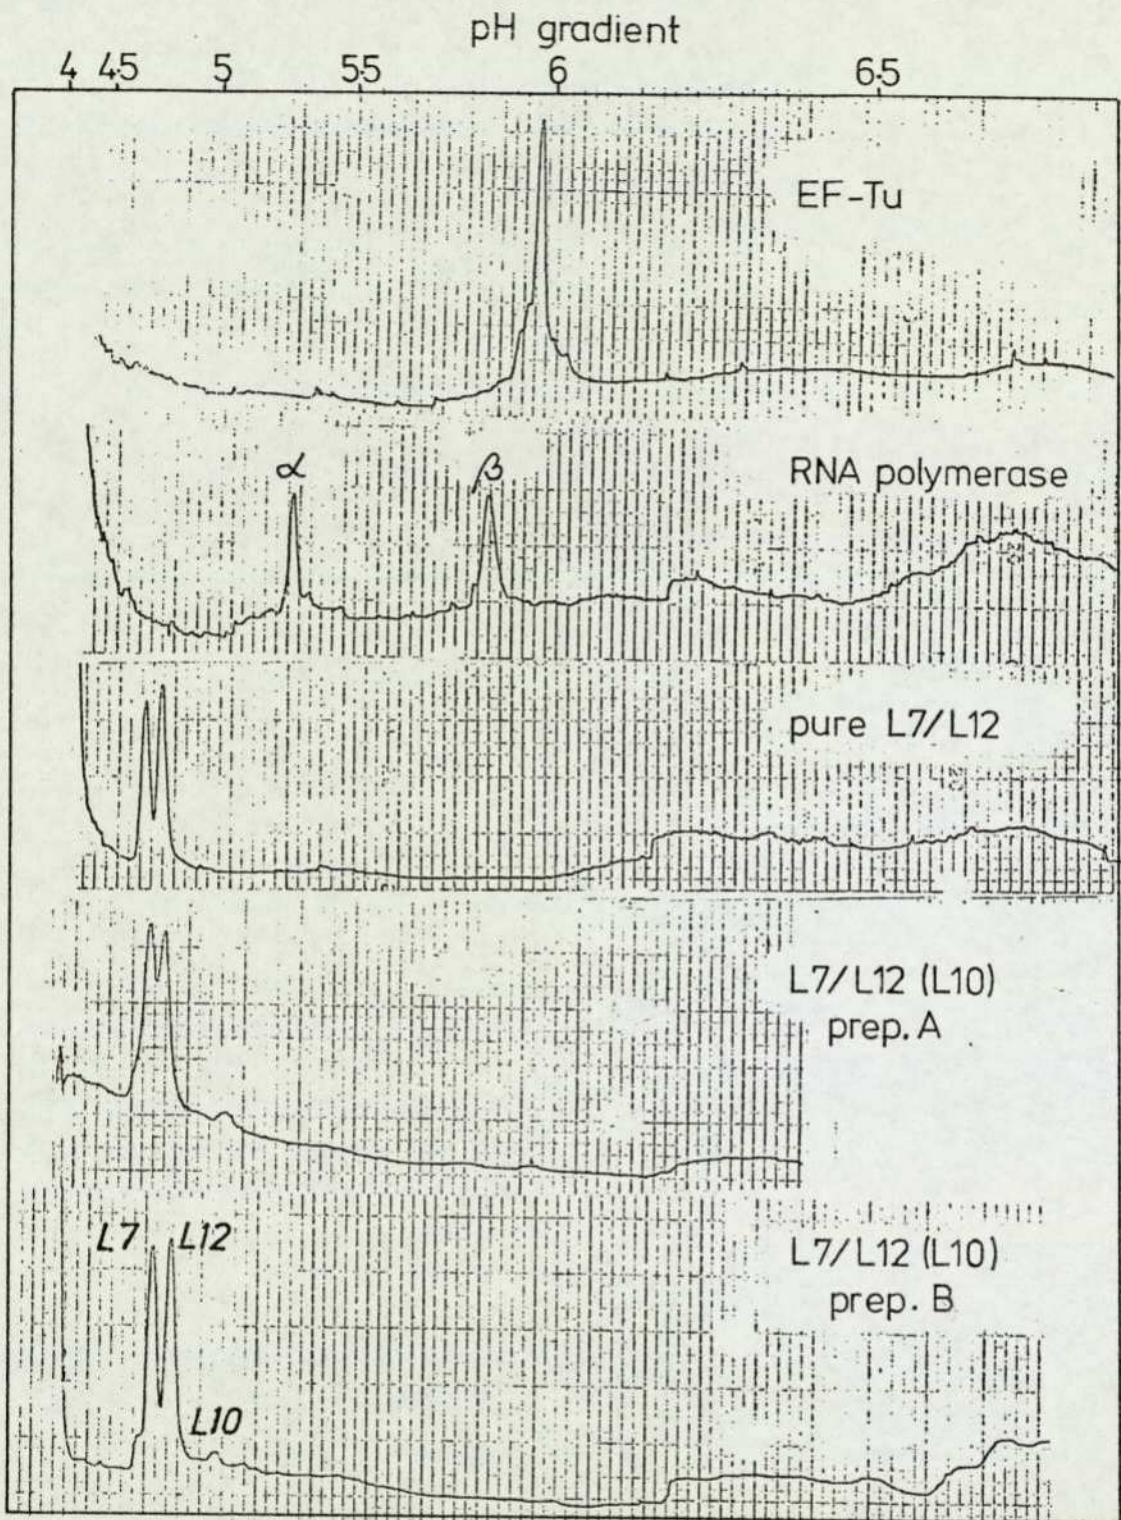 pH gradient
4 4·5 5 5·5 6 6·5
EF-Tu
α β RNA polymerase
pure L7/L12
L7/L12 (L10)
prep. A
L7 L12
L7/L12 (L10)
prep. B
L10